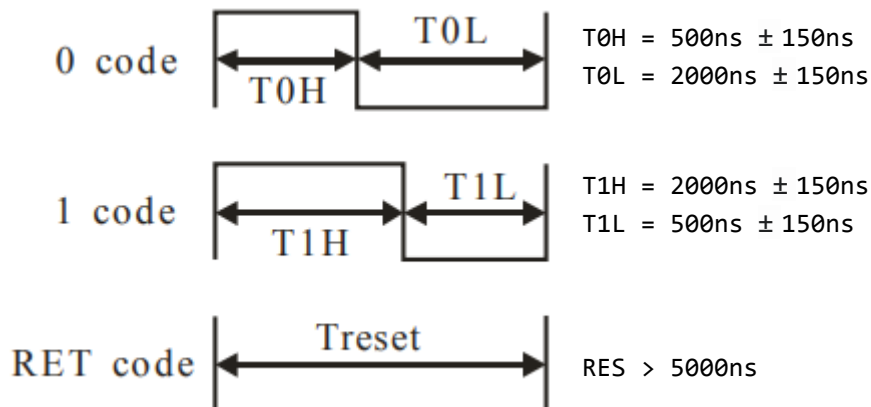 0 code
T0H
T0L
T0H = 500ns ± 150ns
T0L = 2000ns ± 150ns
1 code
T1H
T1L
T1H = 2000ns ± 150ns
T1L = 500ns ± 150ns
RET code
Treset
RES > 5000ns